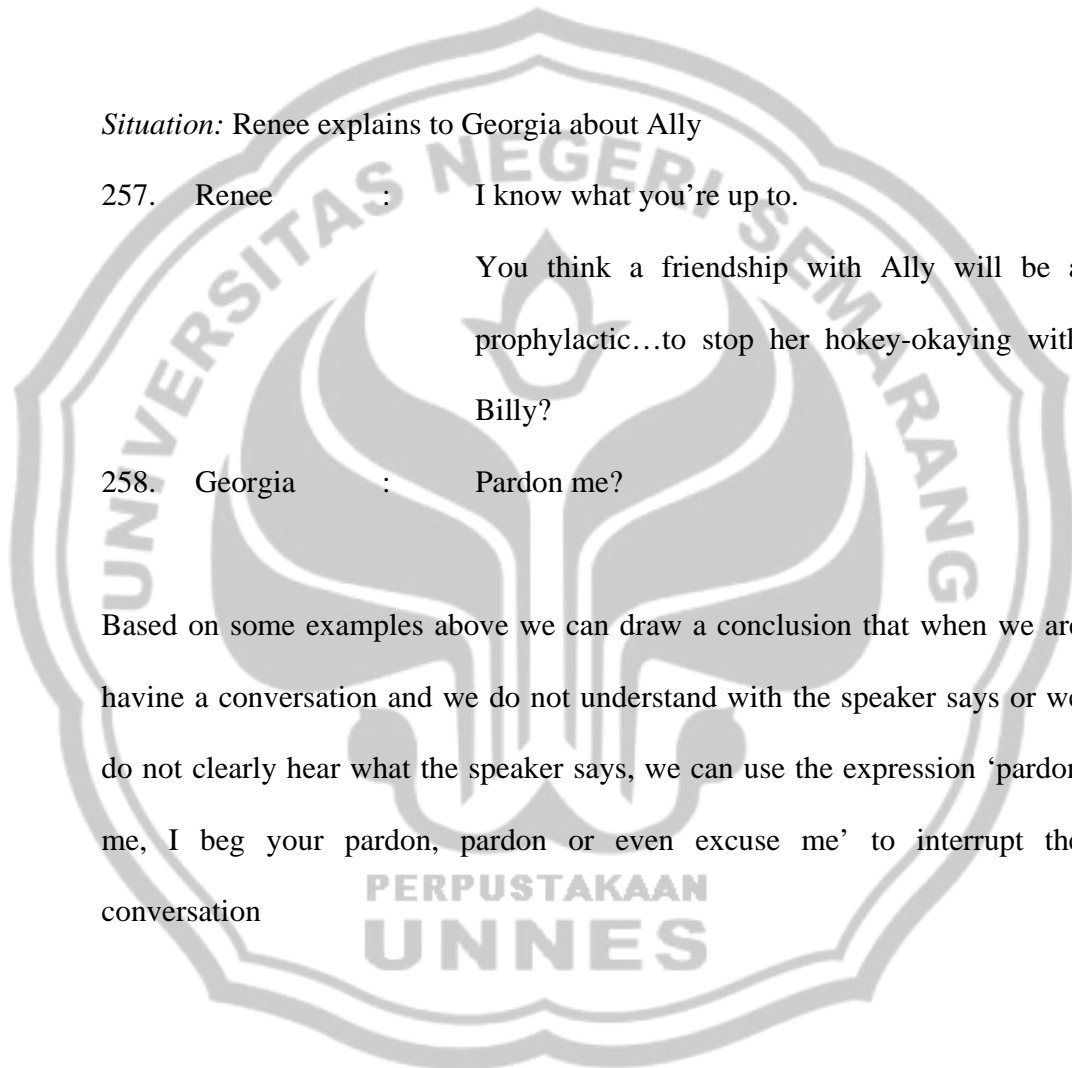 Situation: Renee explains to Georgia about Ally
257. Renee : I know what you're up to.
You think a friendship with Ally will be a
prophylactic…to stop her hokey-okaying with
Billy?
258. Georgia : Pardon me?
Based on some examples above we can draw a conclusion that when we are
havine a conversation and we do not understand with the speaker says or we
do not clearly hear what the speaker says, we can use the expression ‘pardon
me, I beg your pardon, pardon or even excuse me’ to interrupt the
conversation
UNIVERSITAS NEGERI SEMARANG
PERPUSTAKAAN
UNNES